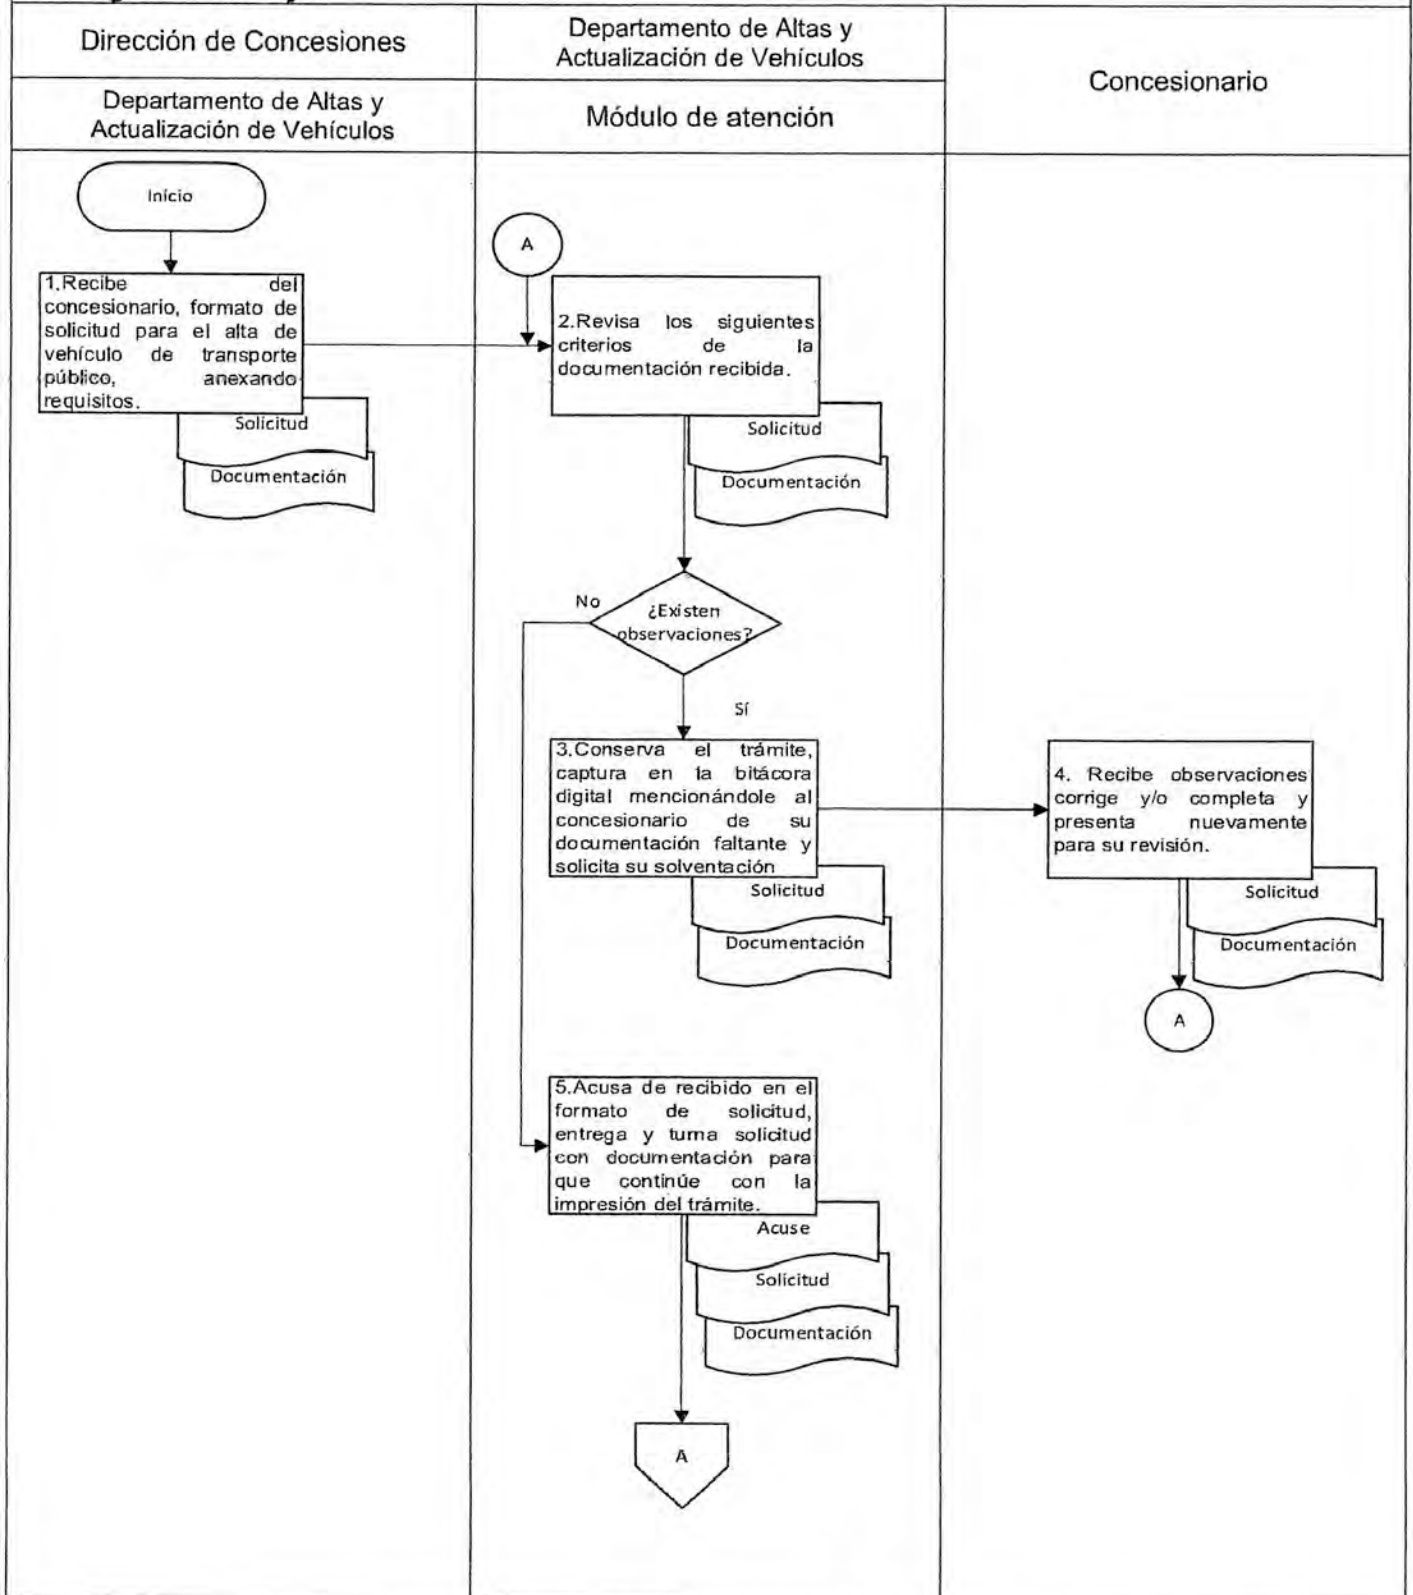 Dirección de Concesiones
Departamento de Altas y
Actualización de Vehículos
Concesionario
Departamento de Altas y
Actualización de Vehículos
Módulo de atención
Inicio
A
1.Recibe del
concesionario, formato de
solicitud para el alta de
vehículo de transporte
público, anexando
requisitos.
Solicitud
Documentación
2.Revisa los siguientes
criterios de la
documentación recibida.
Solicitud
Documentación
No
¿Existen
observaciones?
Sí
3.Conserva el trámite,
captura en la bitácora
digital mencionándole al
concesionario de su
documentación faltante y
solicita su solventación
Solicitud
Documentación
4. Recibe observaciones
corrige y/o completa y
presenta nuevamente
para su revisión.
Solicitud
Documentación
A
5.Acusa de recibido en el
formato de solicitud,
entrega y turna solicitud
con documentación para
que continúe con la
impresión del trámite.
Acuse
Solicitud
Documentación
A